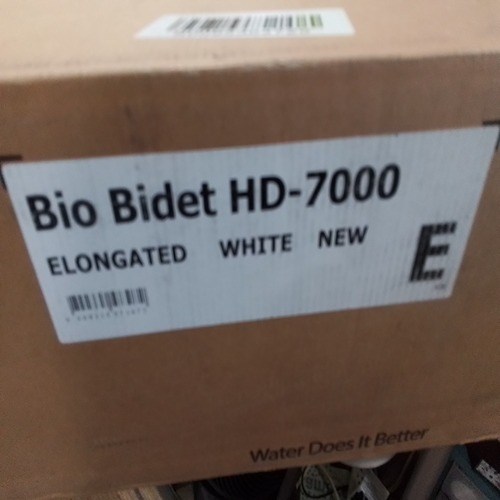 Bio Bidet HD-7000
ELONGATED WHITE NEW
E
Water Does It Better